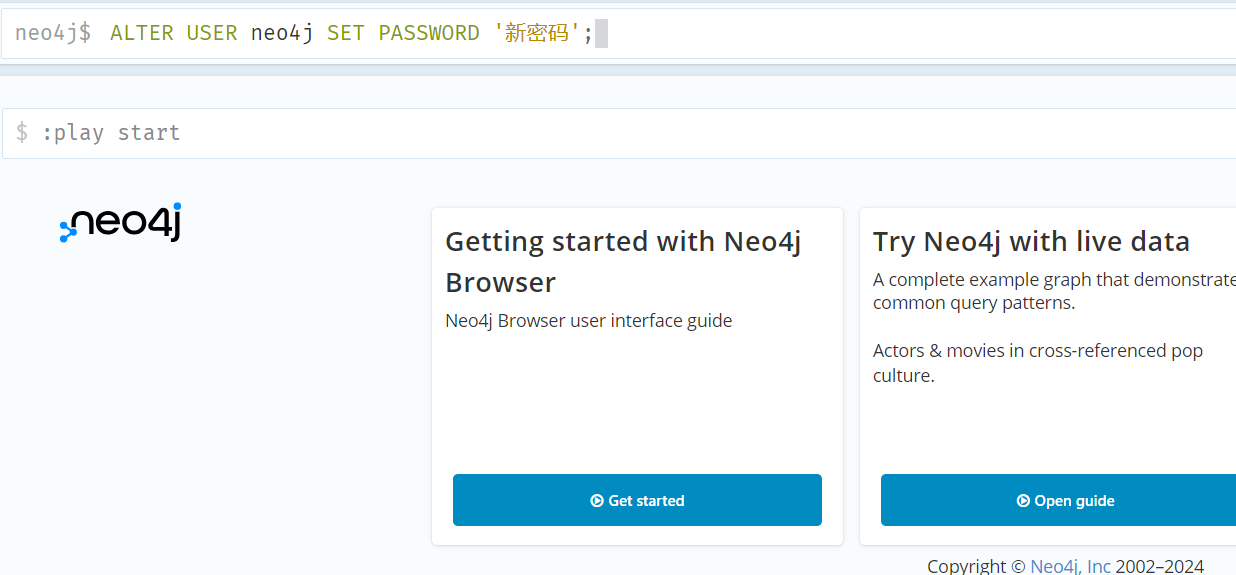 neo4j$ ALTER USER neo4j SET PASSWORD '新密码';
$ :play start
neo4j
Getting started with Neo4j
Browser
Neo4j Browser user interface guide
Get started
Try Neo4j with live data
A complete example graph that demonstrate
common query patterns.
Actors & movies in cross-referenced pop
culture.
Open guide
Copyright © Neo4j, Inc 2002–2024